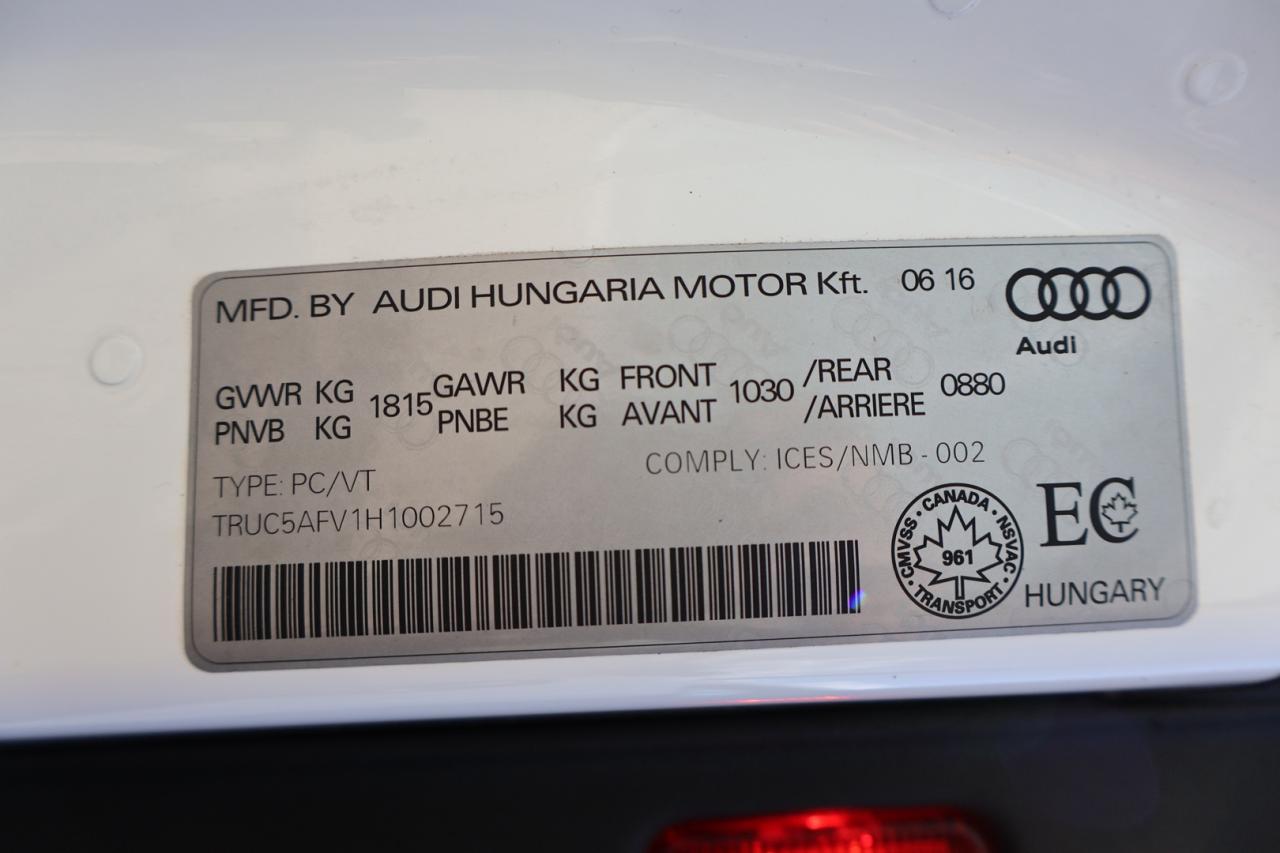 MFD. BY AUDI HUNGARIA MOTOR Kft. 06 16
Audi
GVWR KG 1815 GAWR KG FRONT 1030 /REAR 0880
PNVB KG PNBE KG AVANT /ARRIERE
TYPE: PC/VT COMPLY: ICES/NMB - 002
TRUC5AFV1H1002715
CANADA
CMVSS · NSVAC
961
TRANSPORT
EC
HUNGARY